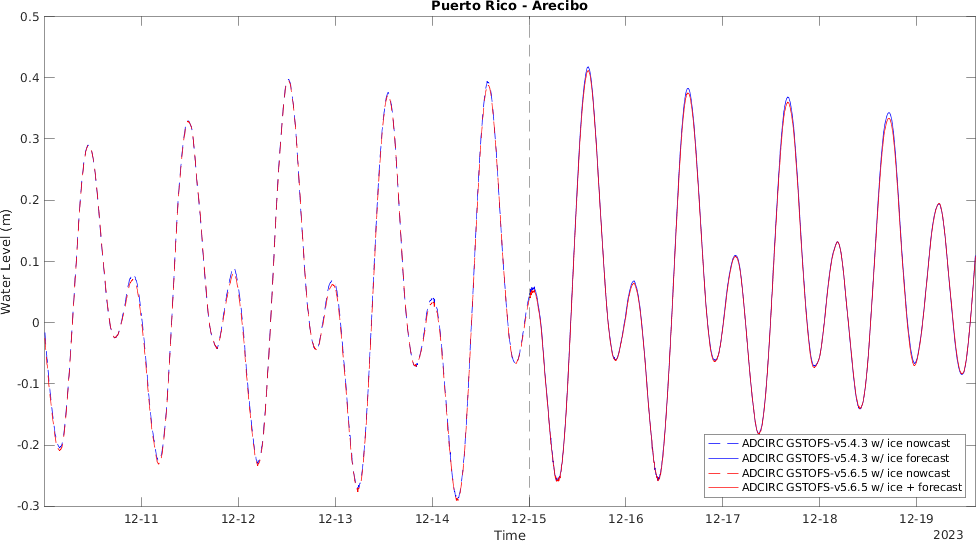 Puerto Rico - Arecibo
0.5
0.4
0.3
0.2
0.1
0
-0.1
-0.2
-0.3
Water Level (m)
ADCIRC GSTOFS-v5.4.3 w/ ice nowcast
ADCIRC GSTOFS-v5.4.3 w/ ice forecast
ADCIRC GSTOFS-v5.6.5 w/ ice nowcast
ADCIRC GSTOFS-v5.6.5 w/ ice + forecast
12-11 12-12 12-13 12-14 12-15 12-16 12-17 12-18 12-19
Time
2023